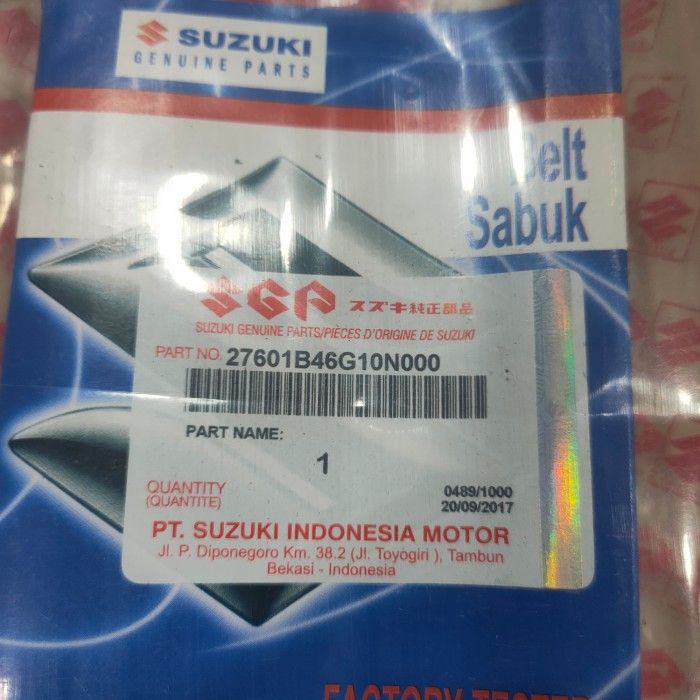 SUZUKI
GENUINE PARTS
Belt
Sabuk
SGP スズキ純正部品
SUZUKI GENUINE PARTS/PIÈCES D'ORIGINE DE SUZUKI
PART NO. 27601B46G10N000
PART NAME:
1
QUANTITY
(QUANTITE)
0489/1000
20/09/2017
PT. SUZUKI INDONESIA MOTOR
Jl. P. Diponegoro Km. 38.2 (Jl. Toyogiri ), Tambun
Bekasi - Indonesia
FACTORY TESTED